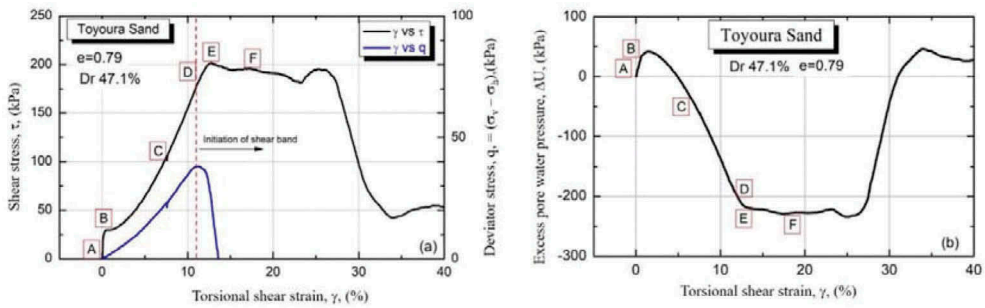 250
200
150
100
50
0
Shear stress, τ, (kPa)
Toyoura Sand
e=0.79
Dr 47.1%
γ vs τ
γ vs q
A
B
C
D
E
F
Initiation of shear band
(a)
100
50
0
Deviator stress, q, = (σv − σh),(kPa)
0 10 20 30 40
Torsional shear strain, γ, (%)
100
0
-100
-200
-300
Excess pore water pressure, ΔU, (kPa)
Toyoura Sand
Dr 47.1% e=0.79
B
A
C
D
E
F
(b)
0 10 20 30 40
Torsional shear strain, γ, (%)